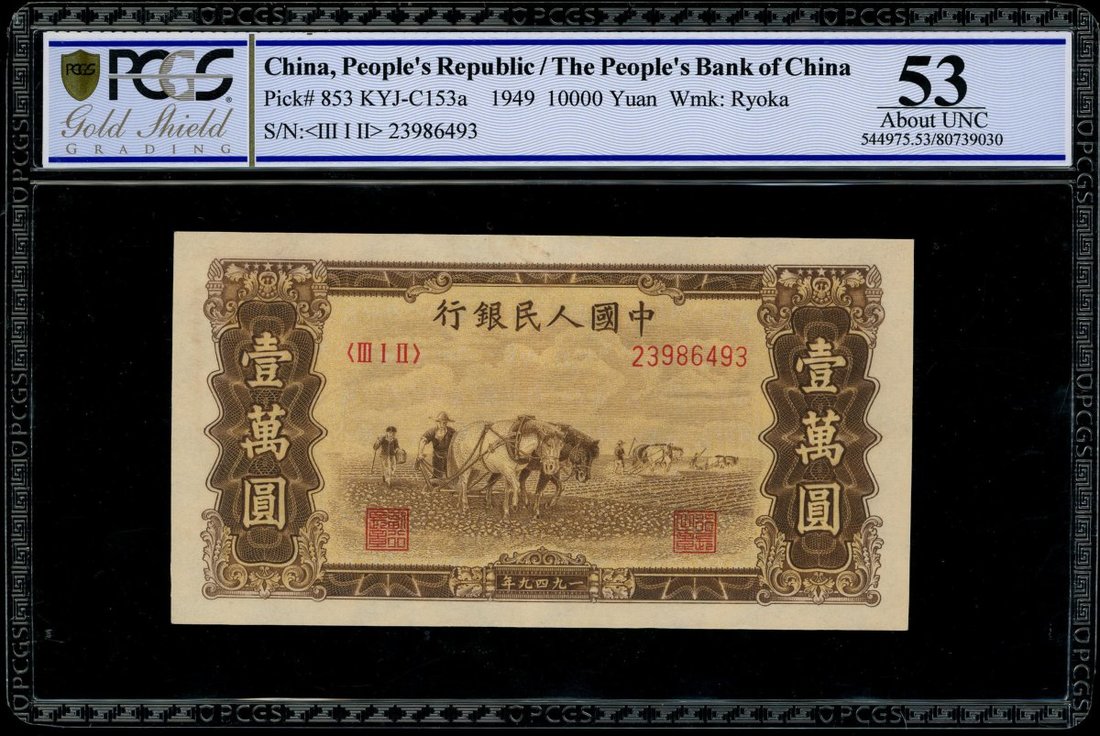 PCGS
PCGS
Gold Shield
GRADING
China, People's Republic / The People's Bank of China
Pick# 853 KYJ-C153a 1949 10000 Yuan Wmk: Ryoka
S/N:<III I II> 23986493
53
About UNC
544975.53/80739030
行銀民人國中
〈III I II〉 23986493
壹萬圓
壹萬圓
年九四九一